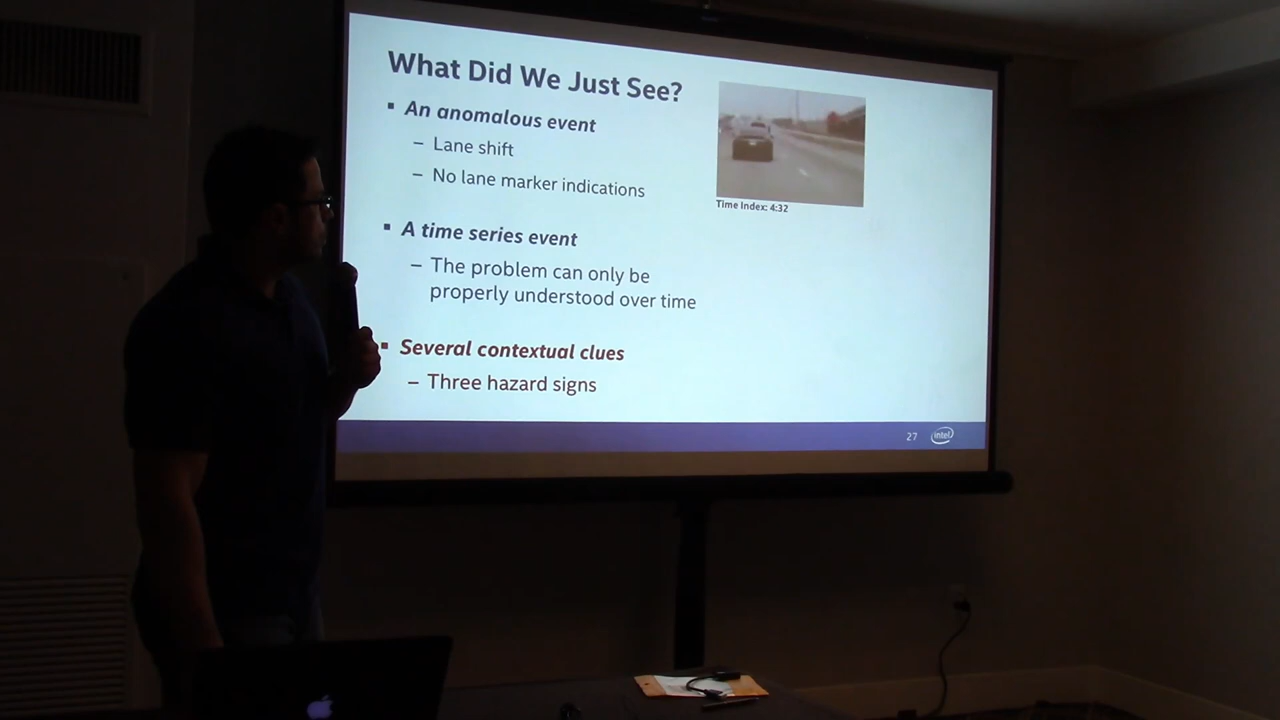 What Did We Just See?
▪ An anomalous event
– Lane shift
– No lane marker indications
Time Index: 4:32
▪ A time series event
– The problem can only be
properly understood over time
▪ Several contextual clues
– Three hazard signs
27 intel